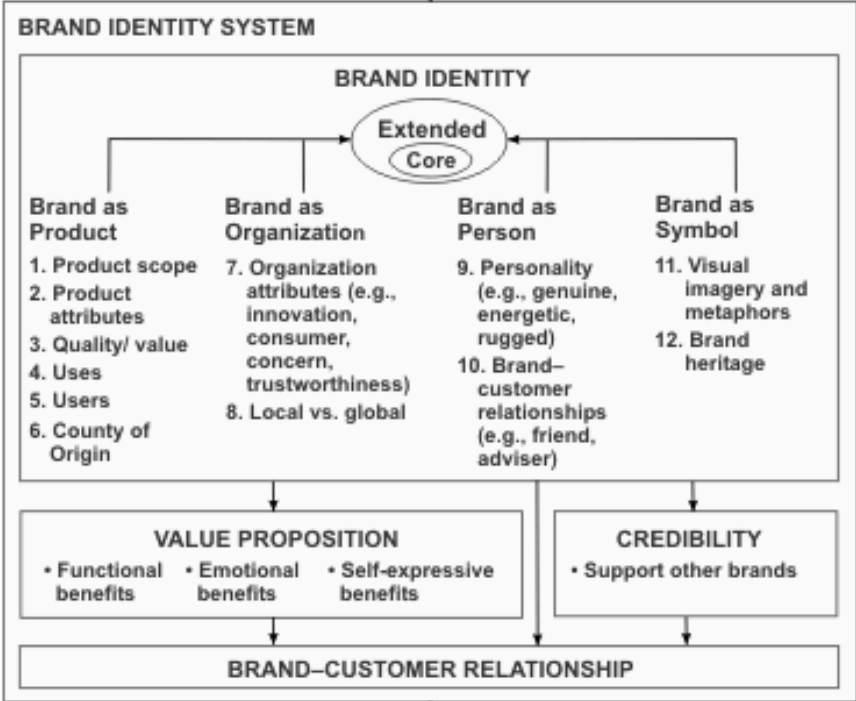 BRAND IDENTITY SYSTEM
BRAND IDENTITY
Extended
Core
Brand as
Product
1. Product scope
2. Product
attributes
3. Quality/ value
4. Uses
5. Users
6. County of
Origin
Brand as
Organization
7. Organization
attributes (e.g.,
innovation,
consumer,
concern,
trustworthiness)
8. Local vs. global
Brand as
Person
9. Personality
(e.g., genuine,
energetic,
rugged)
10. Brand–
customer
relationships
(e.g., friend,
adviser)
Brand as
Symbol
11. Visual
imagery and
metaphors
12. Brand
heritage
VALUE PROPOSITION
• Functional
benefits
• Emotional
benefits
• Self-expressive
benefits
CREDIBILITY
• Support other brands
BRAND–CUSTOMER RELATIONSHIP